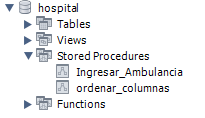 hospital
Tables
Views
Stored Procedures
Ingresar_Ambulancia
ordenar_columnas
Functions